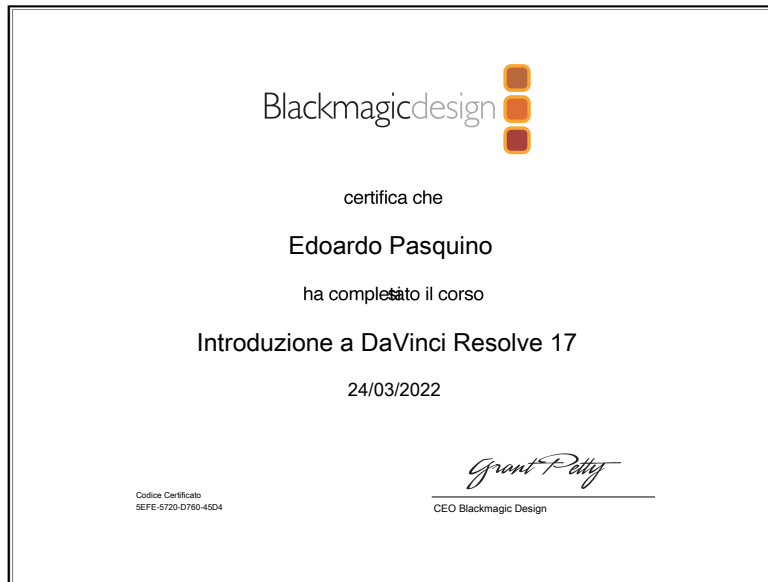 Blackmagicdesign
certifica che
Edoardo Pasquino
ha completato il corso
Introduzione a DaVinci Resolve 17
24/03/2022
Grant Petty
Codice Certificato
5EFE-5720-D760-45D4
CEO Blackmagic Design